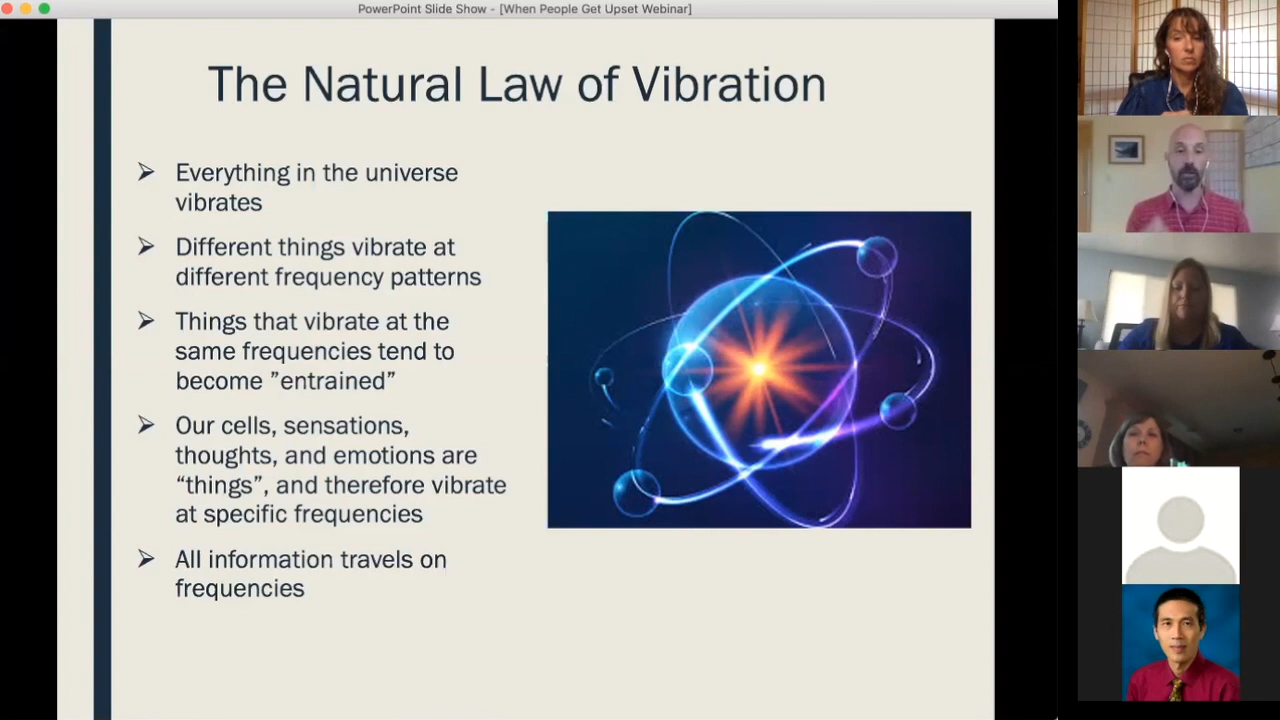 PowerPoint Slide Show - [When People Get Upset Webinar]
The Natural Law of Vibration
Everything in the universe
vibrates
Different things vibrate at
different frequency patterns
Things that vibrate at the
same frequencies tend to
become ”entrained”
Our cells, sensations,
thoughts, and emotions are
“things”, and therefore vibrate
at specific frequencies
All information travels on
frequencies